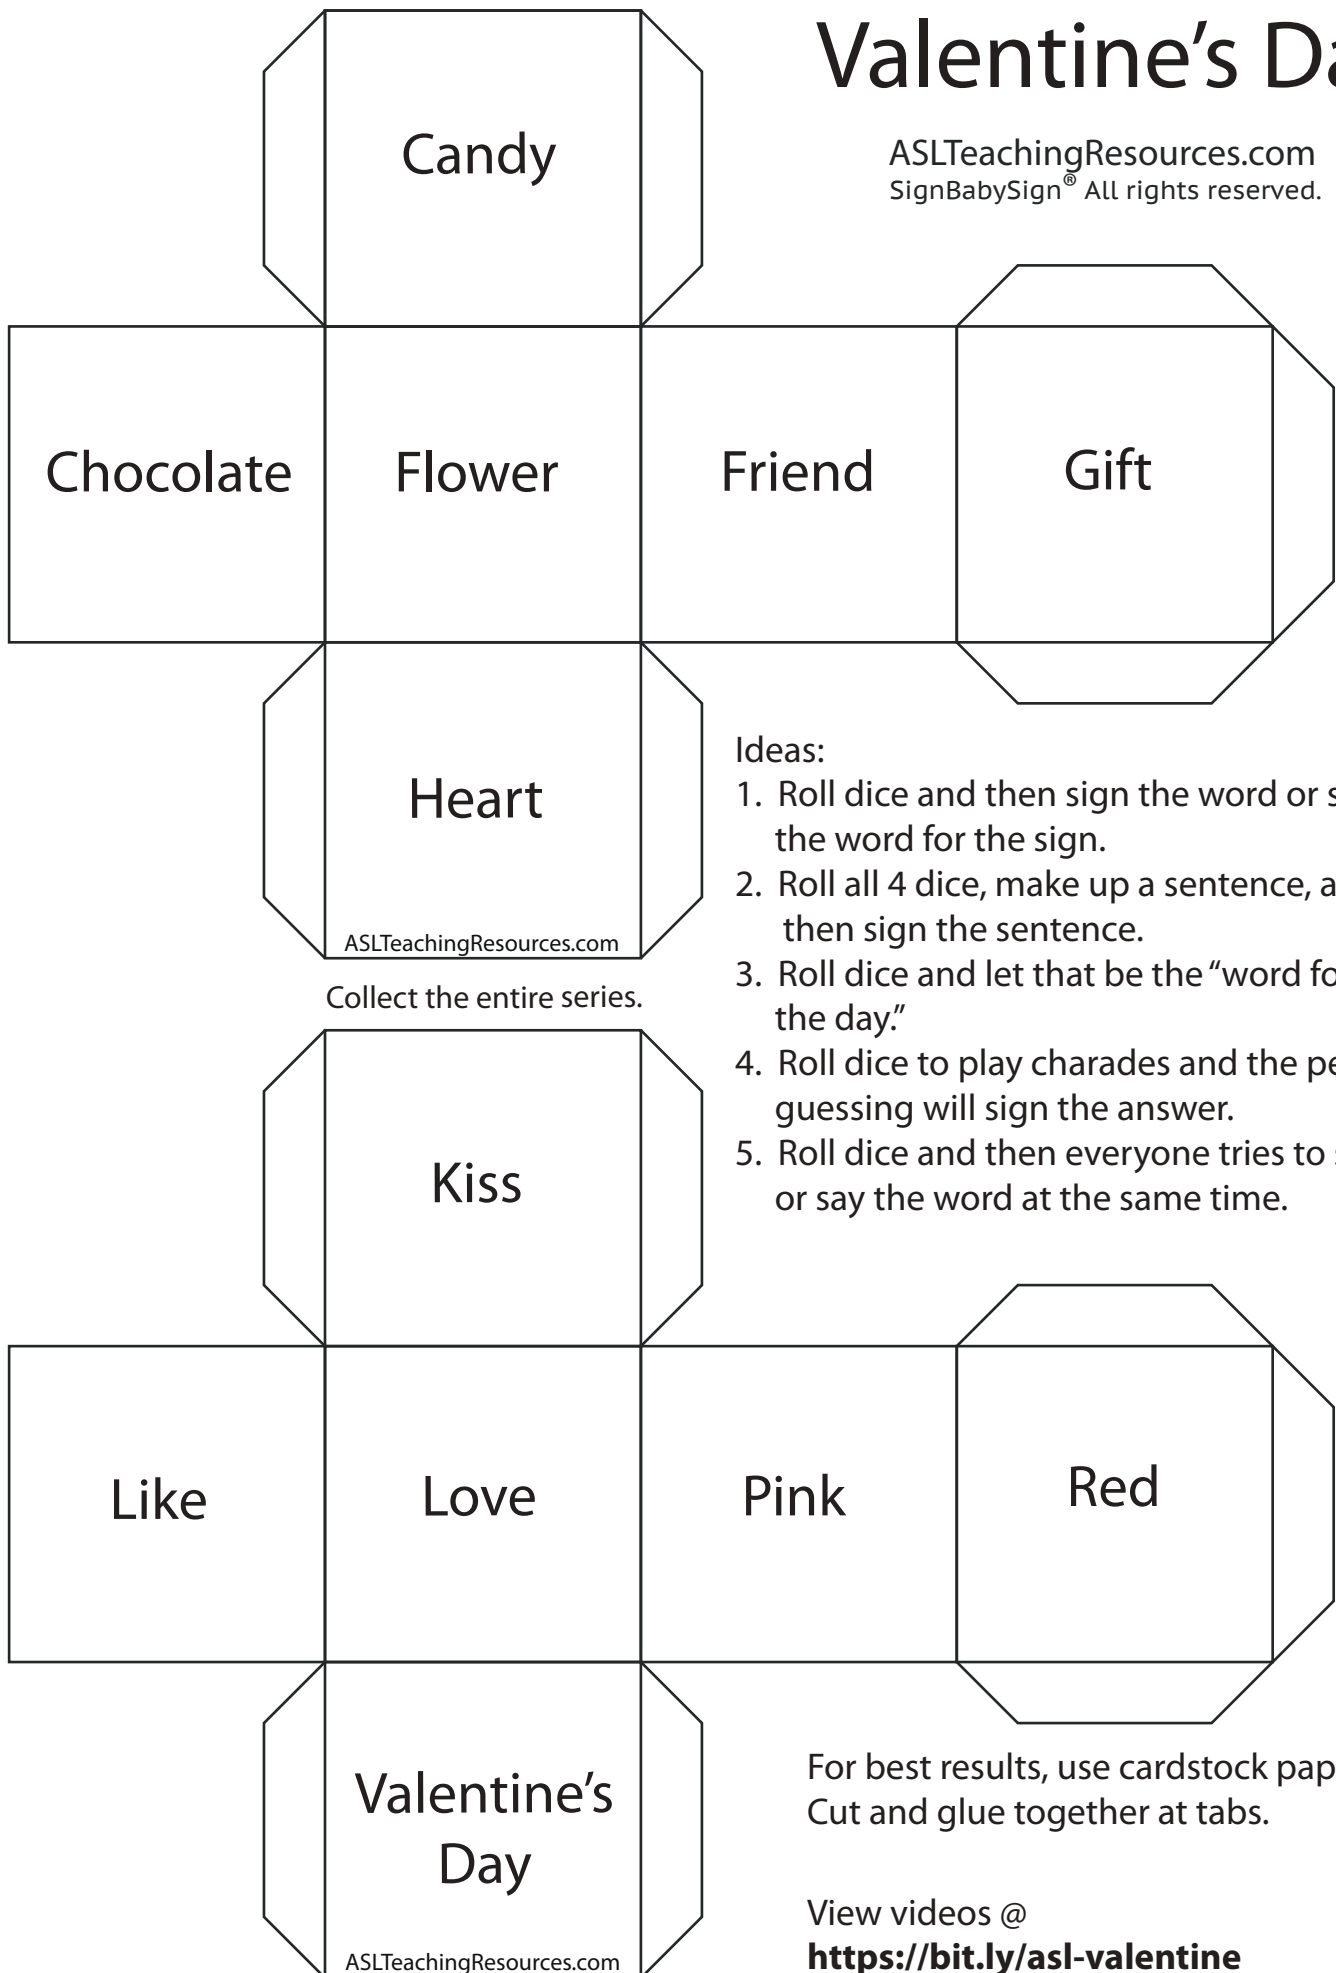 Valentine's Da
ASLTeachingResources.com
SignBabySign® All rights reserved.
Candy
Chocolate
Flower
Friend
Gift
Heart
ASLTeachingResources.com
Collect the entire series.
Ideas:
1. Roll dice and then sign the word or s
the word for the sign.
2. Roll all 4 dice, make up a sentence, a
then sign the sentence.
3. Roll dice and let that be the “word fo
the day.”
4. Roll dice to play charades and the pe
guessing will sign the answer.
5. Roll dice and then everyone tries to s
or say the word at the same time.
Kiss
Like
Love
Pink
Red
Valentine's
Day
ASLTeachingResources.com
For best results, use cardstock pap
Cut and glue together at tabs.
View videos @
https://bit.ly/asl-valentine